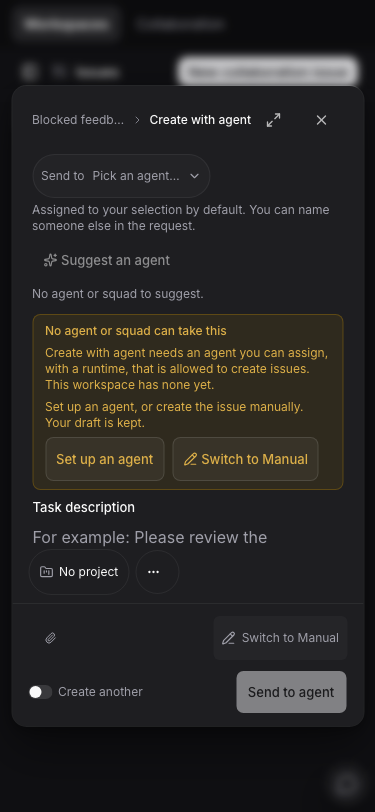 Workspaces
Collaboration
Issues
New collaboration issue
Blocked feedb... > Create with agent
Send to Pick an agent...
Assigned to your selection by default. You can name
someone else in the request.
Suggest an agent
No agent or squad to suggest.
No agent or squad can take this
Create with agent needs an agent you can assign,
with a runtime, that is allowed to create issues.
This workspace has none yet.
Set up an agent, or create the issue manually.
Your draft is kept.
Set up an agent
Switch to Manual
Task description
For example: Please review the
No project
...
Switch to Manual
Create another
Send to agent